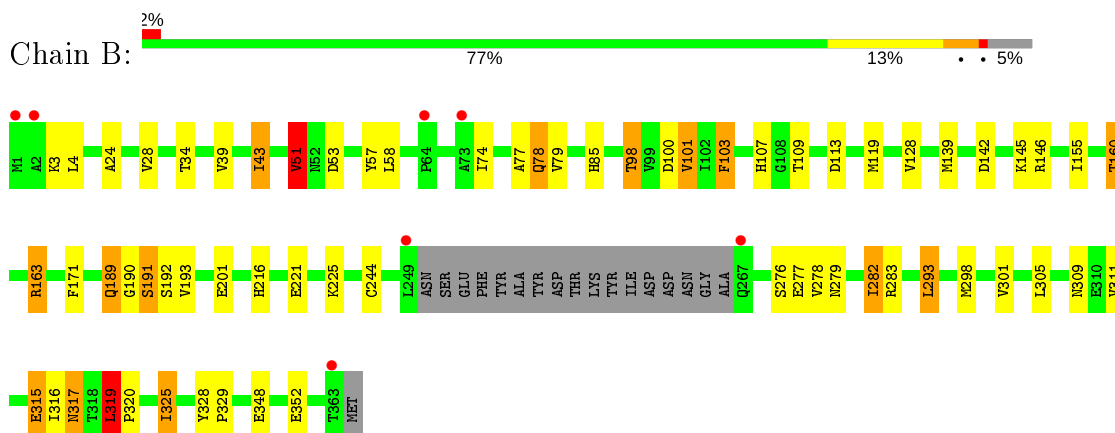 2%
Chain B:
77% 13% • • 5%
M1 A2 K3 L4 A24 V28 T34 V39 I43 V51 N52 D53 Y57 L58 P64 A73 I74 A77 Q78 V79 H85 T98 V99 D100 V101 I102 F103 H107 G108 T109 D113 M119 V128 M139 D142 K145 R146 I155 T160
R163 F171 Q189 G190 S191 S192 V193 E201 H216 E221 K225 C244 L249 ASN SER GLU PHE TYR ALA TYR ASP THR LYS TYR ILE ASP ASP ASN GLY ALA Q267 S276 E277 V278 N279 I282 R283 L293 M298 V301 L305 N309 E310
E315 I316 N317 T318 L319 P320 I325 Y328 P329 E348 E352 T363 MET